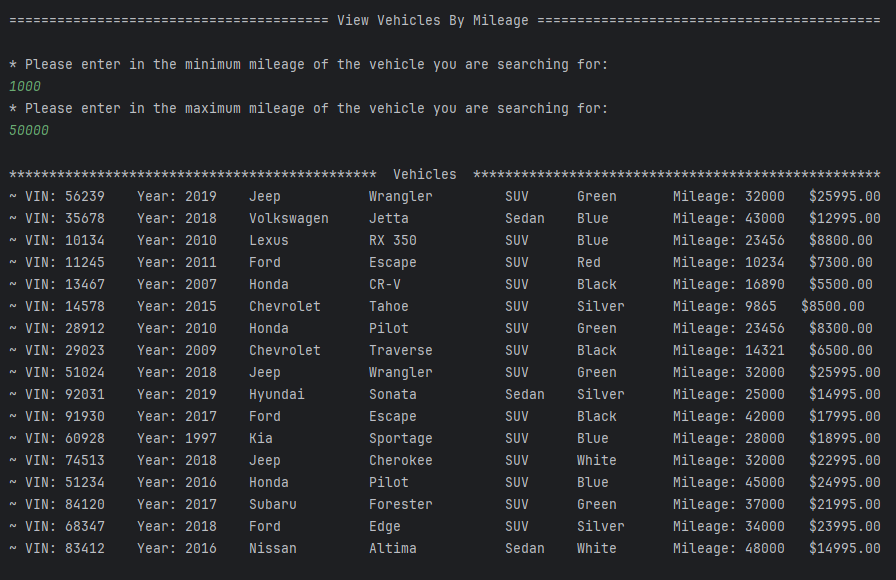 ======================================== View Vehicles By Mileage ===========================================
* Please enter in the minimum mileage of the vehicle you are searching for:
1000
* Please enter in the maximum mileage of the vehicle you are searching for:
50000
**********************************************  Vehicles  ***************************************************
~ VIN: 56239    Year: 2019    Jeep           Wrangler         SUV      Green       Mileage: 32000   $25995.00
~ VIN: 35678    Year: 2018    Volkswagen     Jetta            Sedan    Blue        Mileage: 43000   $12995.00
~ VIN: 10134    Year: 2010    Lexus          RX 350           SUV      Blue        Mileage: 23456   $8800.00
~ VIN: 11245    Year: 2011    Ford           Escape           SUV      Red         Mileage: 10234   $7300.00
~ VIN: 13467    Year: 2007    Honda          CR-V             SUV      Black       Mileage: 16890   $5500.00
~ VIN: 14578    Year: 2015    Chevrolet      Tahoe            SUV      Silver      Mileage: 9865   $8500.00
~ VIN: 28912    Year: 2010    Honda          Pilot            SUV      Green       Mileage: 23456   $8300.00
~ VIN: 29023    Year: 2009    Chevrolet      Traverse         SUV      Black       Mileage: 14321   $6500.00
~ VIN: 51024    Year: 2018    Jeep           Wrangler         SUV      Green       Mileage: 32000   $25995.00
~ VIN: 92031    Year: 2019    Hyundai        Sonata           Sedan    Silver      Mileage: 25000   $14995.00
~ VIN: 91930    Year: 2017    Ford           Escape           SUV      Black       Mileage: 42000   $17995.00
~ VIN: 60928    Year: 1997    Kia            Sportage         SUV      Blue        Mileage: 28000   $18995.00
~ VIN: 74513    Year: 2018    Jeep           Cherokee         SUV      White       Mileage: 32000   $22995.00
~ VIN: 51234    Year: 2016    Honda          Pilot            SUV      Blue        Mileage: 45000   $24995.00
~ VIN: 84120    Year: 2017    Subaru         Forester         SUV      Green       Mileage: 37000   $21995.00
~ VIN: 68347    Year: 2018    Ford           Edge             SUV      Silver      Mileage: 34000   $23995.00
~ VIN: 83412    Year: 2016    Nissan         Altima           Sedan    White       Mileage: 48000   $14995.00